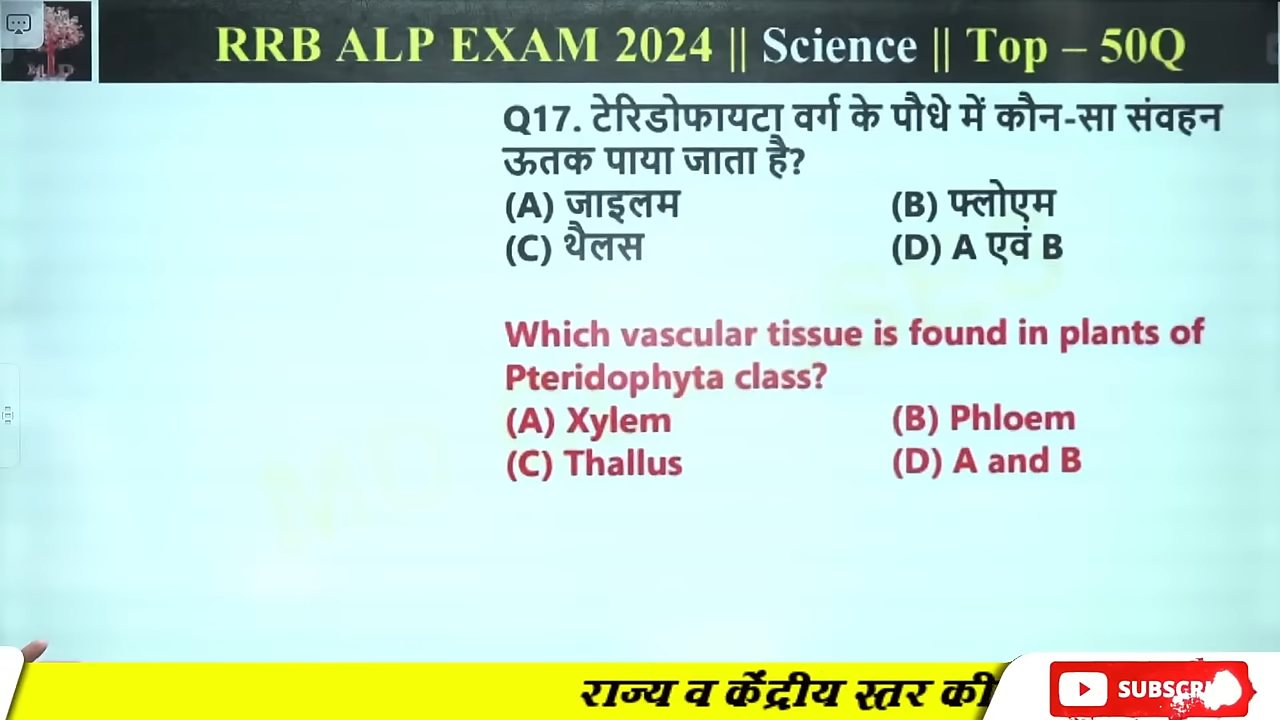 RRB ALP EXAM 2024 || Science || Top – 50Q
Q17. टेरिडोफायटा वर्ग के पौधे में कौन-सा संवहन
ऊतक पाया जाता है?
(A) जाइलम (B) फ्लोएम
(C) थैलस (D) A एवं B
Which vascular tissue is found in plants of
Pteridophyta class?
(A) Xylem (B) Phloem
(C) Thallus (D) A and B
राज्य व केंद्रीय स्तर की